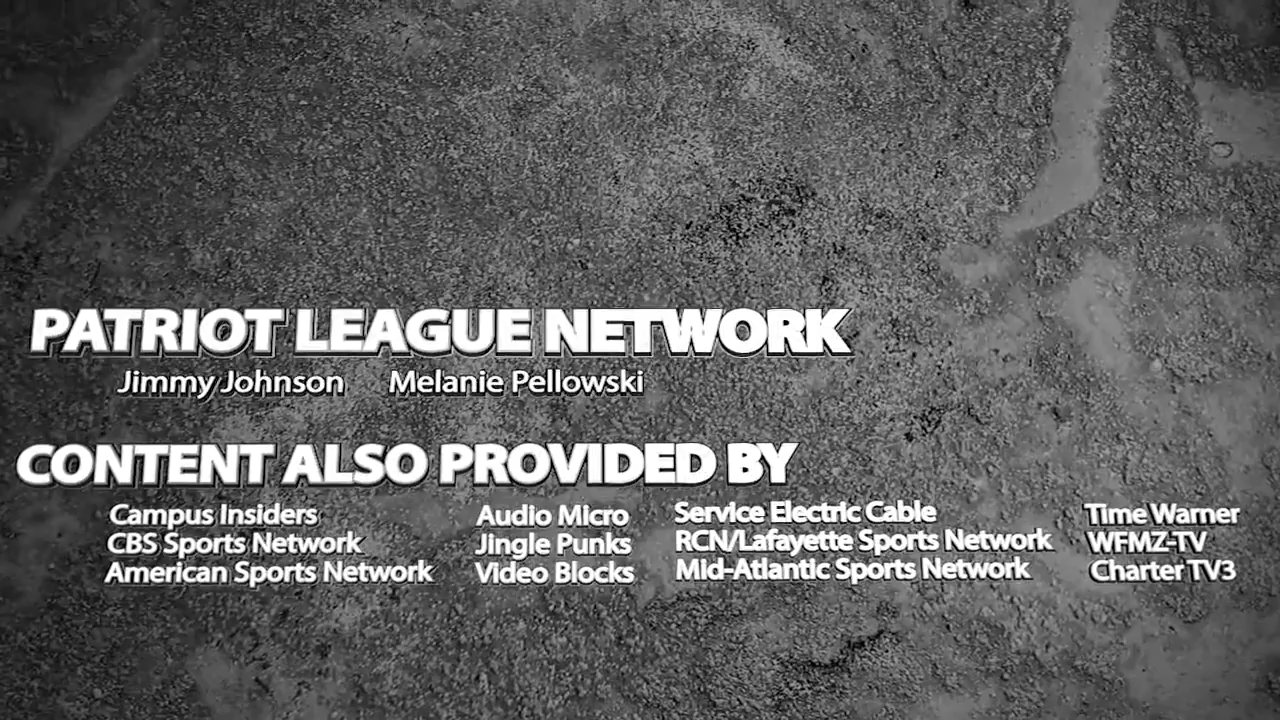 PATRIOT LEAGUE NETWORK
Jimmy Johnson Melanie Pellowski
CONTENT ALSO PROVIDED BY
Campus Insiders Audio Micro Service Electric Cable Time Warner
CBS Sports Network Jingle Punks RCN/Lafayette Sports Network WFMZ-TV
American Sports Network Video Blocks Mid-Atlantic Sports Network Charter TV3